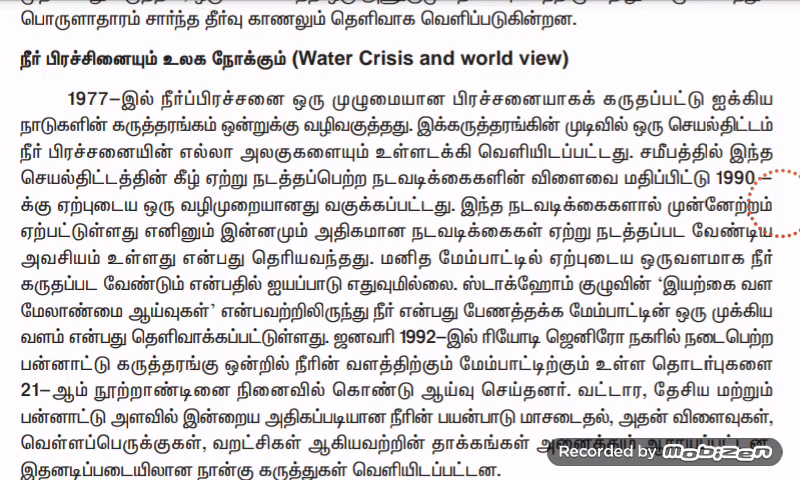 பொருளாதாரம் சார்ந்த தீர்வு காணலும் தெளிவாக வெளிப்படுகின்றன.
நீர் பிரச்சினையும் உலக நோக்கும் (Water Crisis and world view)
1977–இல் நீர்ப்பிரச்சனை ஒரு முழுமையான பிரச்சனையாகக் கருதப்பட்டு ஐக்கிய
நாடுகளின் கருத்தரங்கம் ஒன்றுக்கு வழிவகுத்தது. இக்கருத்தரங்கின் முடிவில் ஒரு செயல்திட்டம்
நீர் பிரச்சனையின் எல்லா அலகுகளையும் உள்ளடக்கி வெளியிடப்பட்டது. சமீபத்தில் இந்த
செயல்திட்டத்தின் கீழ் ஏற்று நடத்தப்பெற்ற நடவடிக்கைகளின் விளைவை மதிப்பிட்டு 1990 –
க்கு ஏற்புடைய ஒரு வழிமுறையானது வகுக்கப்பட்டது. இந்த நடவடிக்கைகளால் முன்னேற்றம்
ஏற்பட்டுள்ளது எனினும் இன்னமும் அதிகமான நடவடிக்கைகள் ஏற்று நடத்தப்பட வேண்டிய
அவசியம் உள்ளது என்பது தெரியவந்தது. மனித மேம்பாட்டில் ஏற்புடைய ஒருவளமாக நீர்
கருதப்பட வேண்டும் என்பதில் ஐயப்பாடு எதுவுமில்லை. ஸ்டாக்ஹோம் குழுவின் ‘இயற்கை வள
மேலாண்மை ஆய்வுகள்’ என்பவற்றிலிருந்து நீர் என்பது பேணத்தக்க மேம்பாட்டின் ஒரு முக்கிய
வளம் என்பது தெளிவாக்கப்பட்டுள்ளது. ஜனவரி 1992–இல் ரியோடி ஜெனிரோ நகரில் நடைபெற்ற
பன்னாட்டு கருத்தரங்கு ஒன்றில் நீரின் வளத்திற்கும் மேம்பாட்டிற்கும் உள்ள தொடர்புகளை
21–ஆம் நூற்றாண்டினை நினைவில் கொண்டு ஆய்வு செய்தனர். வட்டார, தேசிய மற்றும்
பன்னாட்டு அளவில் இன்றைய அதிகப்படியான நீரின் பயன்பாடு மாசடைதல், அதன் விளைவுகள்,
வெள்ளப்பெருக்குகள், வறட்சிகள் ஆகியவற்றின் தாக்கங்கள் அனைத்தும் ஆராயப்பட்டன.
இதனடிப்படையிலான நான்கு கருத்துகள் வெளியிடப்பட்டன.
Recorded by Mobizen